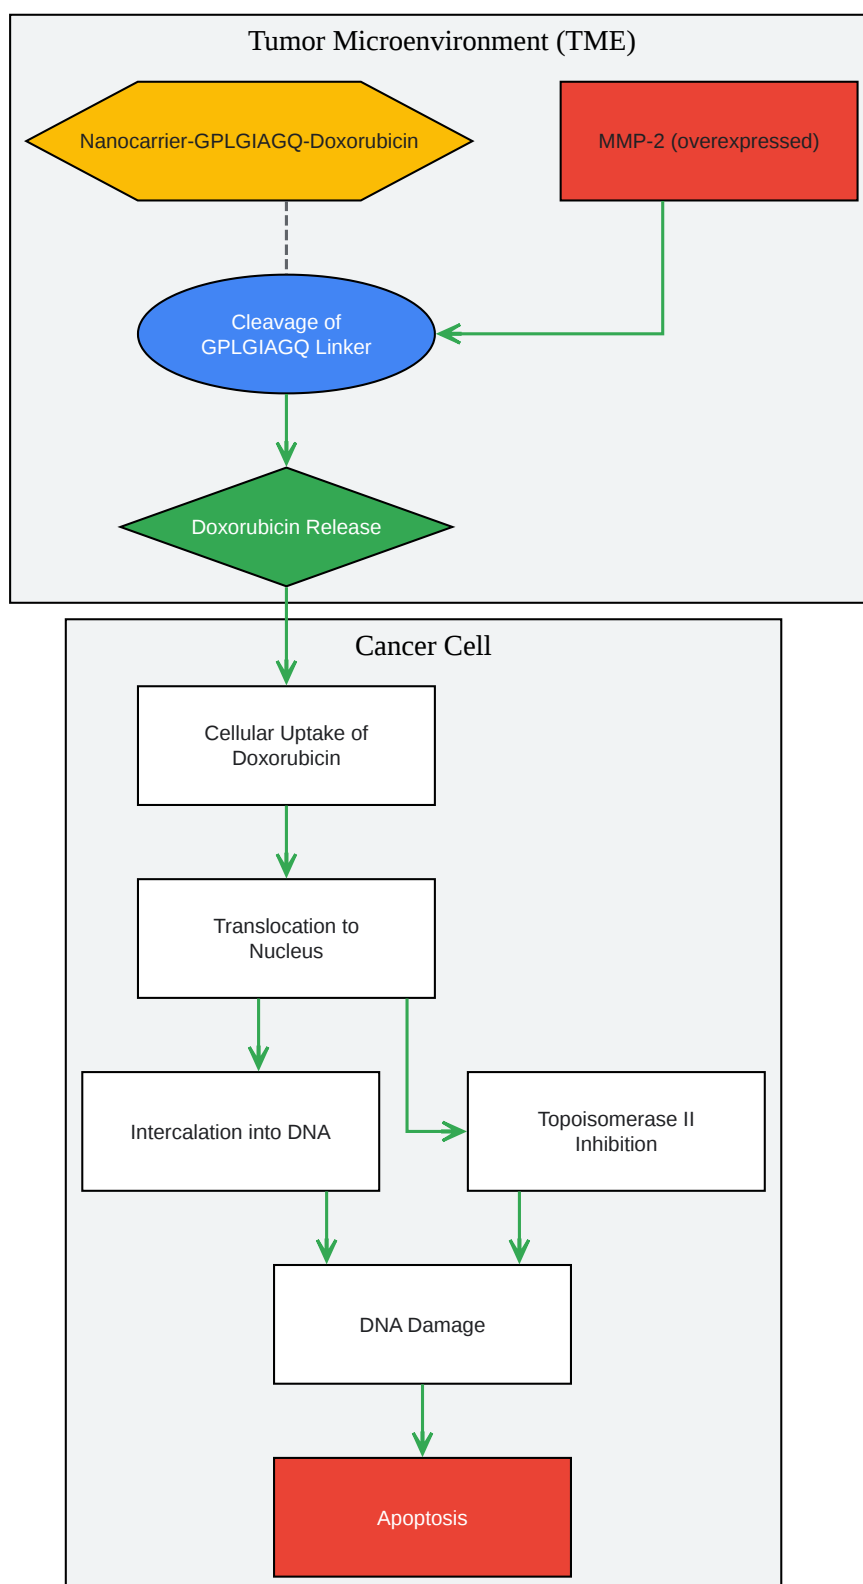 Tumor Microenvironment (TME)
Nanocarrier-GPLGIAGQ-Doxorubicin
MMP-2 (overexpressed)
Cleavage of
GPLGIAGQ Linker
Doxorubicin Release
Cancer Cell
Cellular Uptake of
Doxorubicin
Translocation to
Nucleus
Intercalation into DNA
Topoisomerase II
Inhibition
DNA Damage
Apoptosis